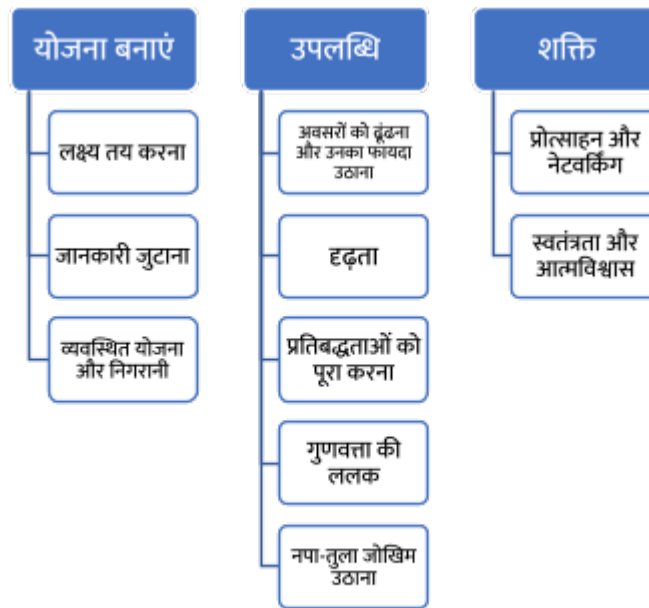 योजना बनाएं
लक्ष्य तय करना
जानकारी जुटाना
व्यवस्थित योजना
और निगरानी
उपलब्धि
अवसरों को ढूंढना
और उनका फायदा
उठाना
दृढ़ता
प्रतिबद्धताओं को
पूरा करना
गुणवत्ता की
ललक
नपा-तुला जोखिम
उठाना
शक्ति
प्रोत्साहन और
नेटवर्किंग
स्वतंत्रता और
आत्मविश्वास